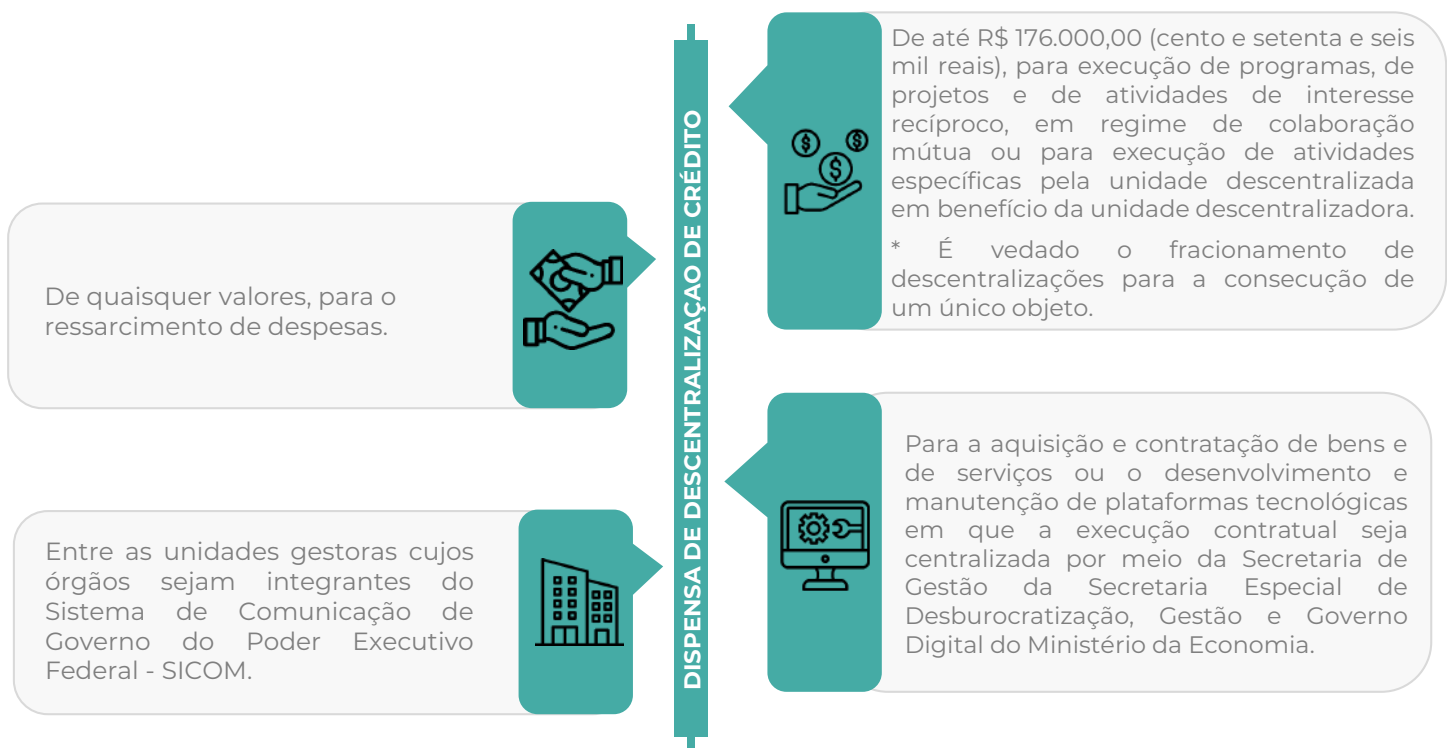 De até R$ 176.000,00 (cento e setenta e seis
mil reais), para execução de programas, de
projetos e de atividades de interesse
recíproco, em regime de colaboração
mútua ou para execução de atividades
específicas pela unidade descentralizada
em benefício da unidade descentralizadora.
* É vedado o fracionamento de
descentralizações para a consecução de
um único objeto.
De quaisquer valores, para o
ressarcimento de despesas.
DISPENSA DE DESCENTRALIZAÇAO DE CRÉDITO
Para a aquisição e contratação de bens e
de serviços ou o desenvolvimento e
manutenção de plataformas tecnológicas
em que a execução contratual seja
centralizada por meio da Secretaria de
Gestão da Secretaria Especial de
Desburocratização, Gestão e Governo
Digital do Ministério da Economia.
Entre as unidades gestoras cujos
órgãos sejam integrantes do
Sistema de Comunicação de
Governo do Poder Executivo
Federal - SICOM.